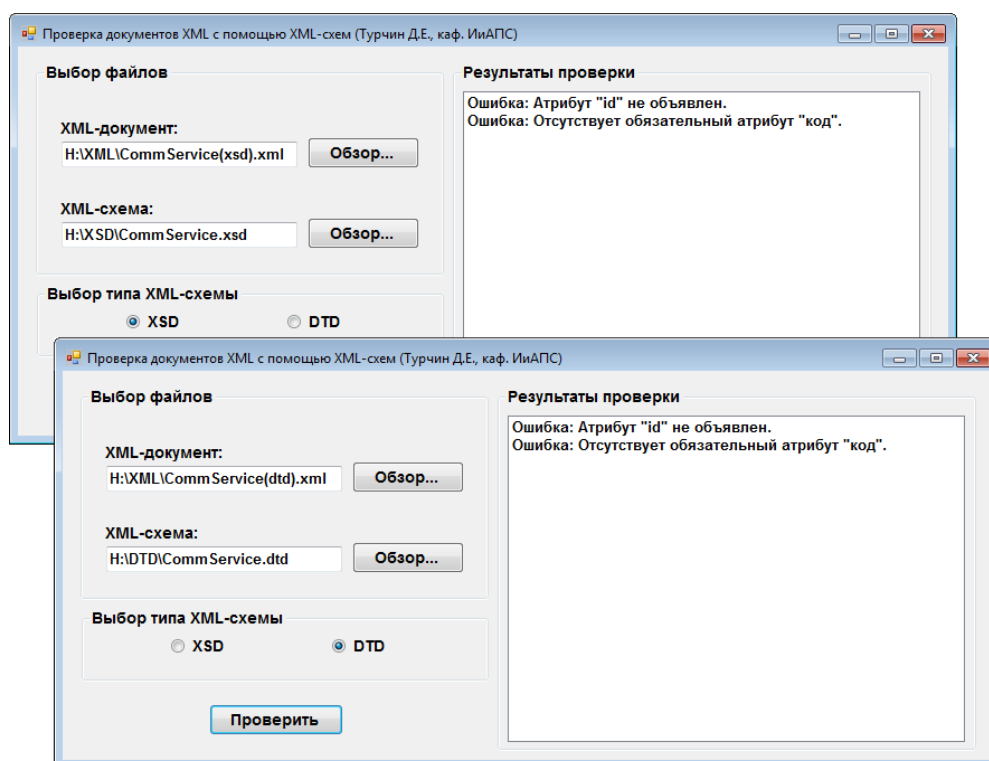 Проверка документов XML с помощью XML-схем (Турчин Д.Е., каф. ИиАПС)
Выбор файлов
XML-документ:
H:\XML\CommService(xsd).xml
Обзор...
XML-схема:
H:\XSD\CommService.xsd
Обзор...
Выбор типа XML-схемы
XSD
DTD
Результаты проверки
Ошибка: Атрибут "id" не объявлен.
Ошибка: Отсутствует обязательный атрибут "код".
Проверка документов XML с помощью XML-схем (Турчин Д.Е., каф. ИиАПС)
Выбор файлов
XML-документ:
H:\XML\CommService(dtd).xml
Обзор...
XML-схема:
H:\DTD\CommService.dtd
Обзор...
Выбор типа XML-схемы
XSD
DTD
Проверить
Результаты проверки
Ошибка: Атрибут "id" не объявлен.
Ошибка: Отсутствует обязательный атрибут "код".